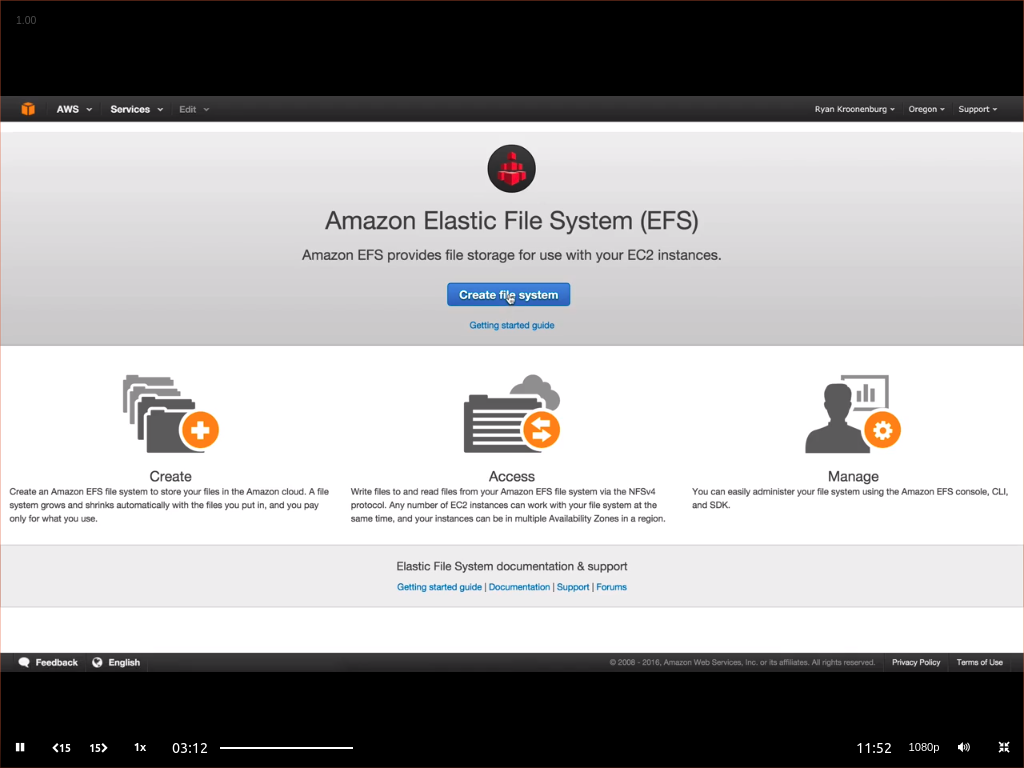 1.00
AWS Services Edit Ryan Kroonenburg Oregon Support
Amazon Elastic File System (EFS)
Amazon EFS provides file storage for use with your EC2 instances.
Create file system
Getting started guide
Create
Create an Amazon EFS file system to store your files in the Amazon cloud. A file
system grows and shrinks automatically with the files you put in, and you pay
only for what you use.
Access
Write files to and read files from your Amazon EFS file system via the NFSv4
protocol. Any number of EC2 instances can work with your file system at the
same time, and your instances can be in multiple Availability Zones in a region.
Manage
You can easily administer your file system using the Amazon EFS console, CLI,
and SDK.
Elastic File System documentation & support
Getting started guide | Documentation | Support | Forums
Feedback English © 2008 - 2016, Amazon Web Services, Inc. or its affiliates. All rights reserved. Privacy Policy Terms of Use
15 15 1x 03:12 11:52 1080p